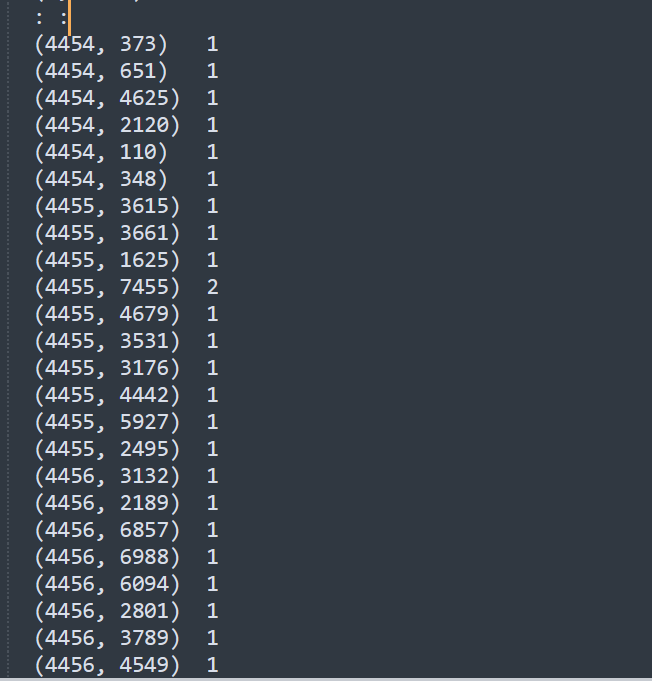 : :
(4454, 373) 1
(4454, 651) 1
(4454, 4625) 1
(4454, 2120) 1
(4454, 110) 1
(4454, 348) 1
(4455, 3615) 1
(4455, 3661) 1
(4455, 1625) 1
(4455, 7455) 2
(4455, 4679) 1
(4455, 3531) 1
(4455, 3176) 1
(4455, 4442) 1
(4455, 5927) 1
(4455, 2495) 1
(4456, 3132) 1
(4456, 2189) 1
(4456, 6857) 1
(4456, 6988) 1
(4456, 6094) 1
(4456, 2801) 1
(4456, 3789) 1
(4456, 4549) 1